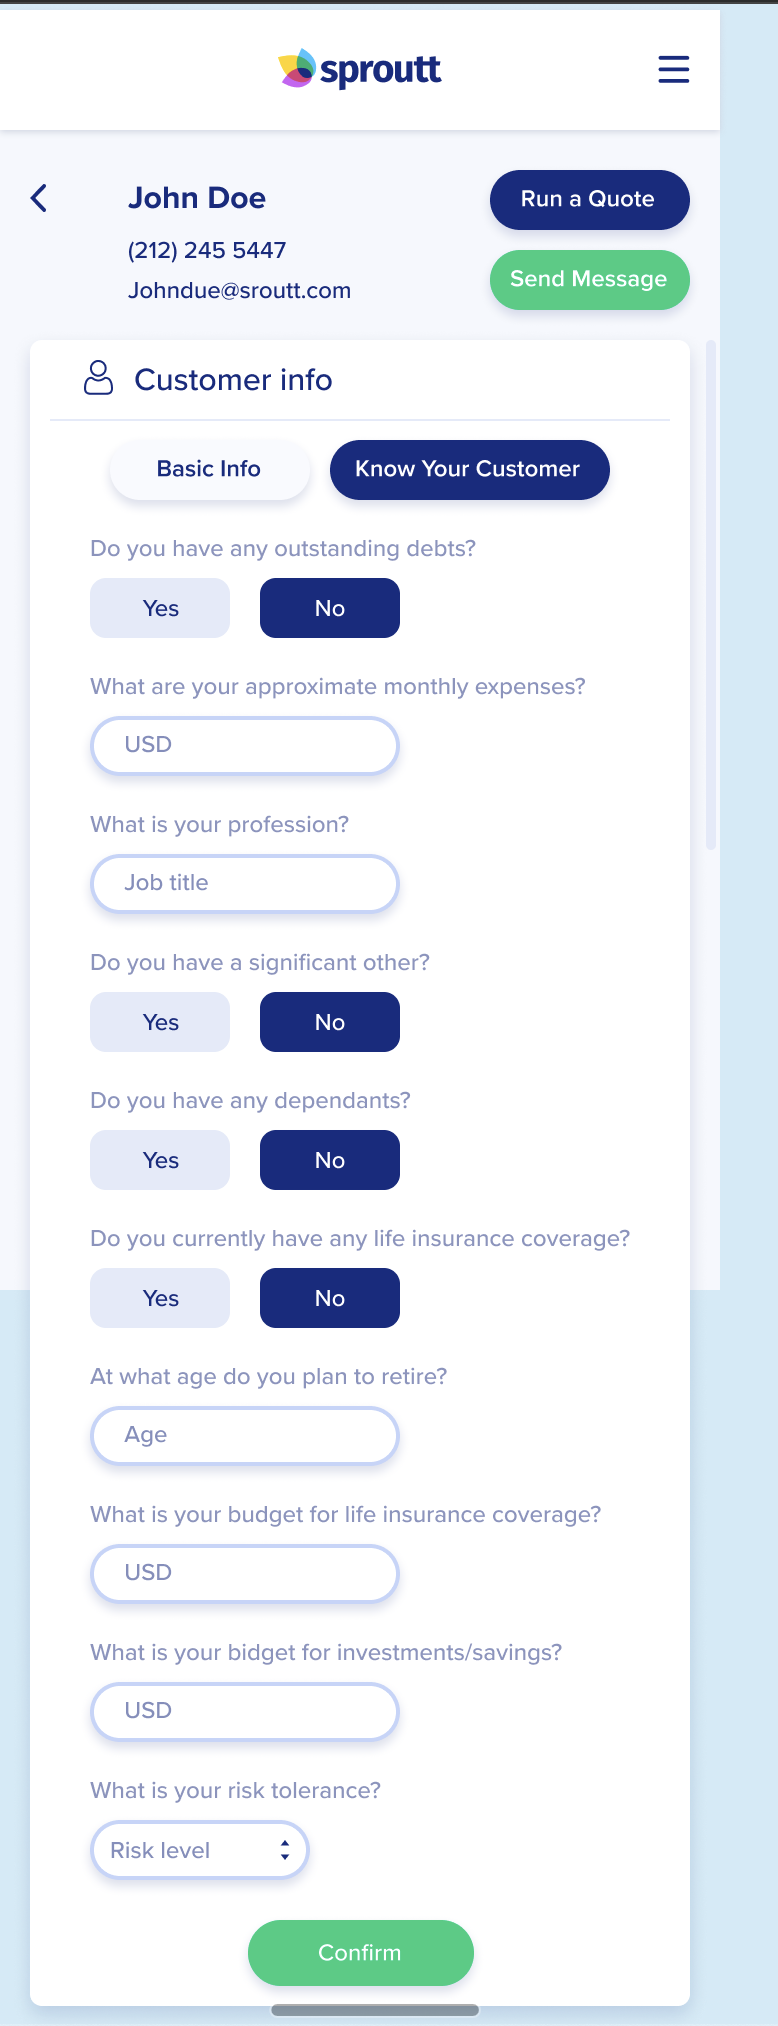 sproutt
John Doe
Run a Quote
(212) 245 5447
Send Message
Johndue@sroutt.com
Customer info
Basic Info
Know Your Customer
Do you have any outstanding debts?
Yes
No
What are your approximate monthly expenses?
USD
What is your profession?
Job title
Do you have a significant other?
Yes
No
Do you have any dependants?
Yes
No
Do you currently have any life insurance coverage?
Yes
No
At what age do you plan to retire?
Age
What is your budget for life insurance coverage?
USD
What is your bidget for investments/savings?
USD
What is your risk tolerance?
Risk level
Confirm